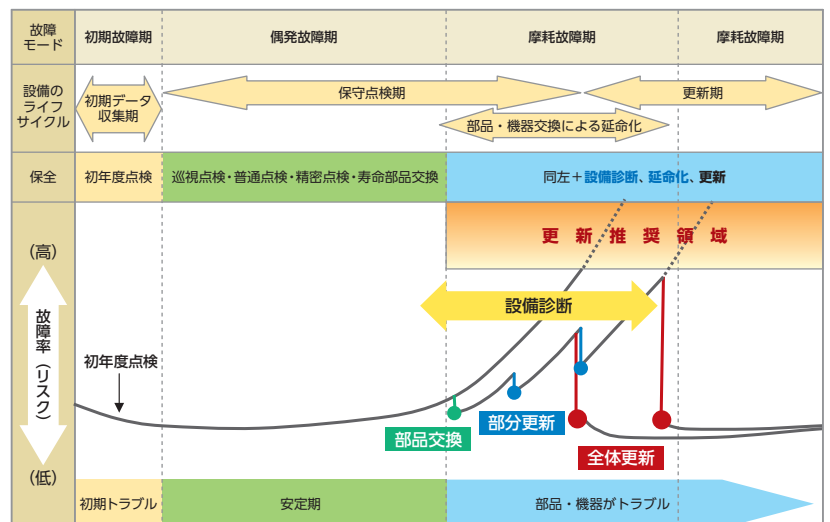 故障
モード
初期故障期
偶発故障期
摩耗故障期
摩耗故障期
設備の
ライフ
サイクル
初期データ
収集期
保守点検期
更新期
部品・機器交換による延命化
保全
初年度点検
巡視点検・普通点検・精密点検・寿命部品交換
同左+設備診断、延命化、更新
更新推奨領域
(高)
故障率(リスク)
(低)
設備診断
初年度点検
部品交換
部分更新
全体更新
初期トラブル
安定期
部品・機器がトラブル